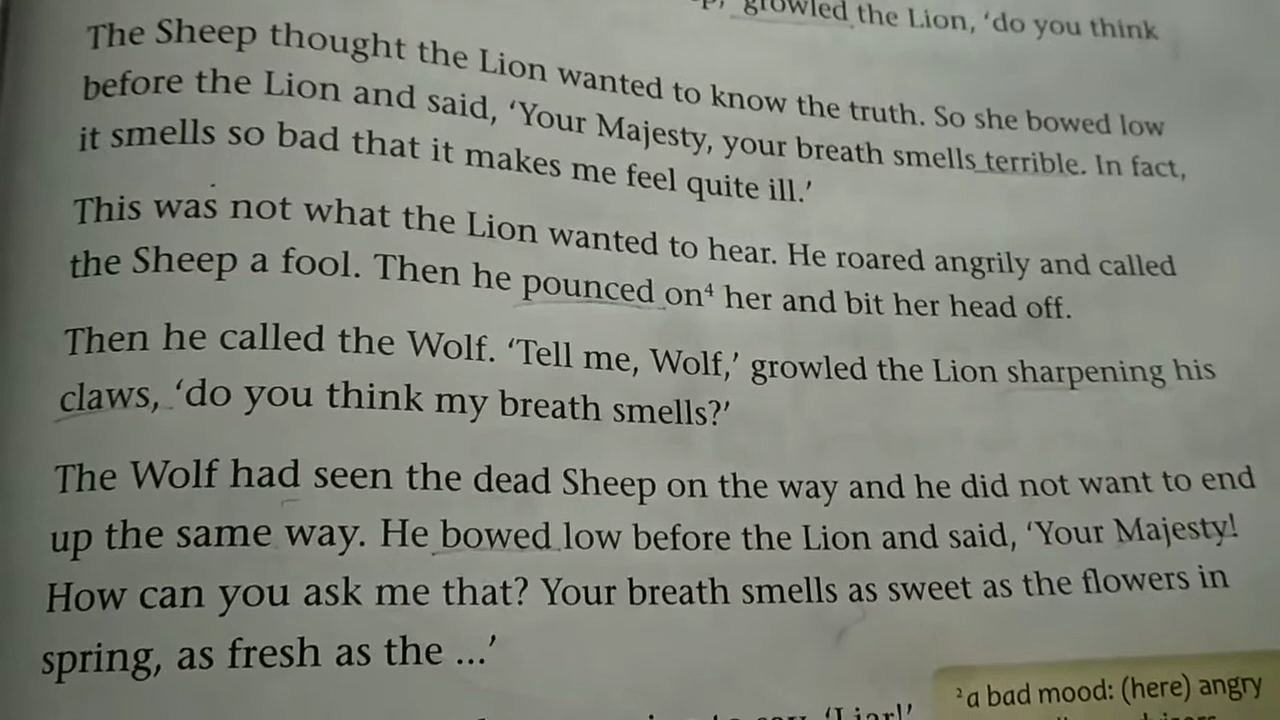 growled the Lion, ‘do you think
The Sheep thought the Lion wanted to know the truth. So she bowed low
before the Lion and said, ‘Your Majesty, your breath smells terrible. In fact,
it smells so bad that it makes me feel quite ill.’
This was not what the Lion wanted to hear. He roared angrily and called
the Sheep a fool. Then he pounced on⁴ her and bit her head off.
Then he called the Wolf. ‘Tell me, Wolf,’ growled the Lion sharpening his
claws, ‘do you think my breath smells?’
The Wolf had seen the dead Sheep on the way and he did not want to end
up the same way. He bowed low before the Lion and said, ‘Your Majesty!
How can you ask me that? Your breath smells as sweet as the flowers in
spring, as fresh as the ...’
‘Liar!’
² a bad mood: (here) angry